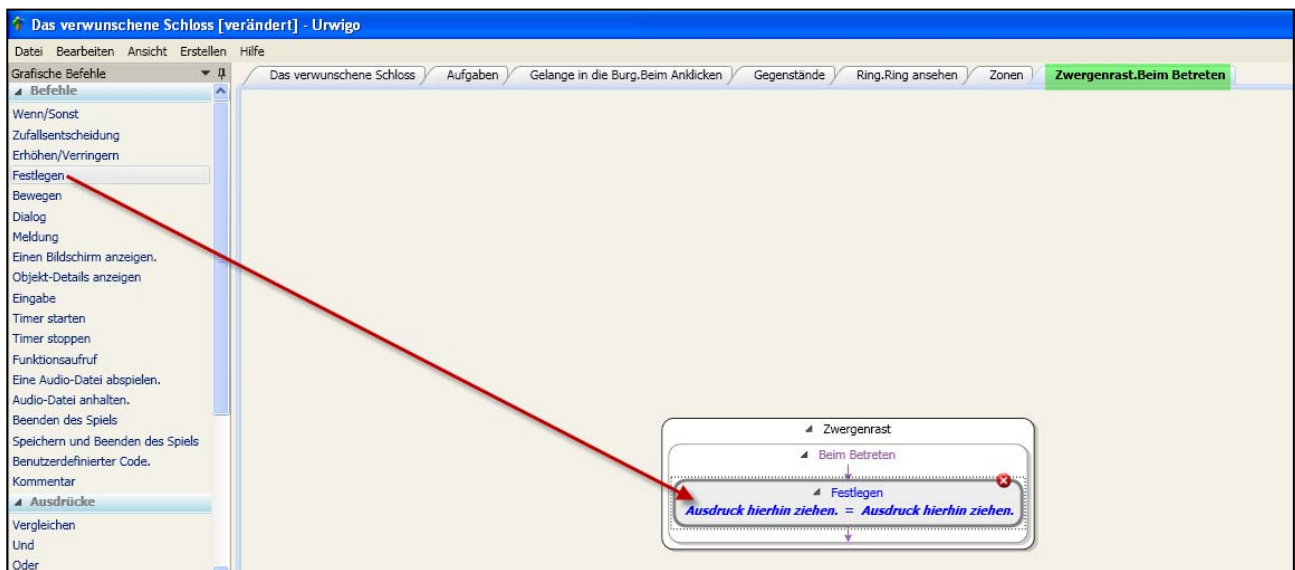 Das verwunschene Schloss [verändert] - Urwigo
Datei Bearbeiten Ansicht Erstellen Hilfe
Grafische Befehle
Das verwunschene Schloss Aufgaben Gelange in die Burg.Beim Anklicken Gegenstände Ring.Ring ansehen Zonen Zwergenrast.Beim Betreten
Befehle
Wenn/Sonst
Zufallsentscheidung
Erhöhen/Verringern
Festlegen
Bewegen
Dialog
Meldung
Einen Bildschirm anzeigen.
Objekt-Details anzeigen
Eingabe
Timer starten
Timer stoppen
Funktionsaufruf
Eine Audio-Datei abspielen.
Audio-Datei anhalten.
Beenden des Spiels
Speichern und Beenden des Spiels
Benutzerdefinierter Code.
Kommentar
Ausdrücke
Vergleichen
Und
Oder
Zwergenrast
Beim Betreten
Festlegen
Ausdruck hierhin ziehen. = Ausdruck hierhin ziehen.